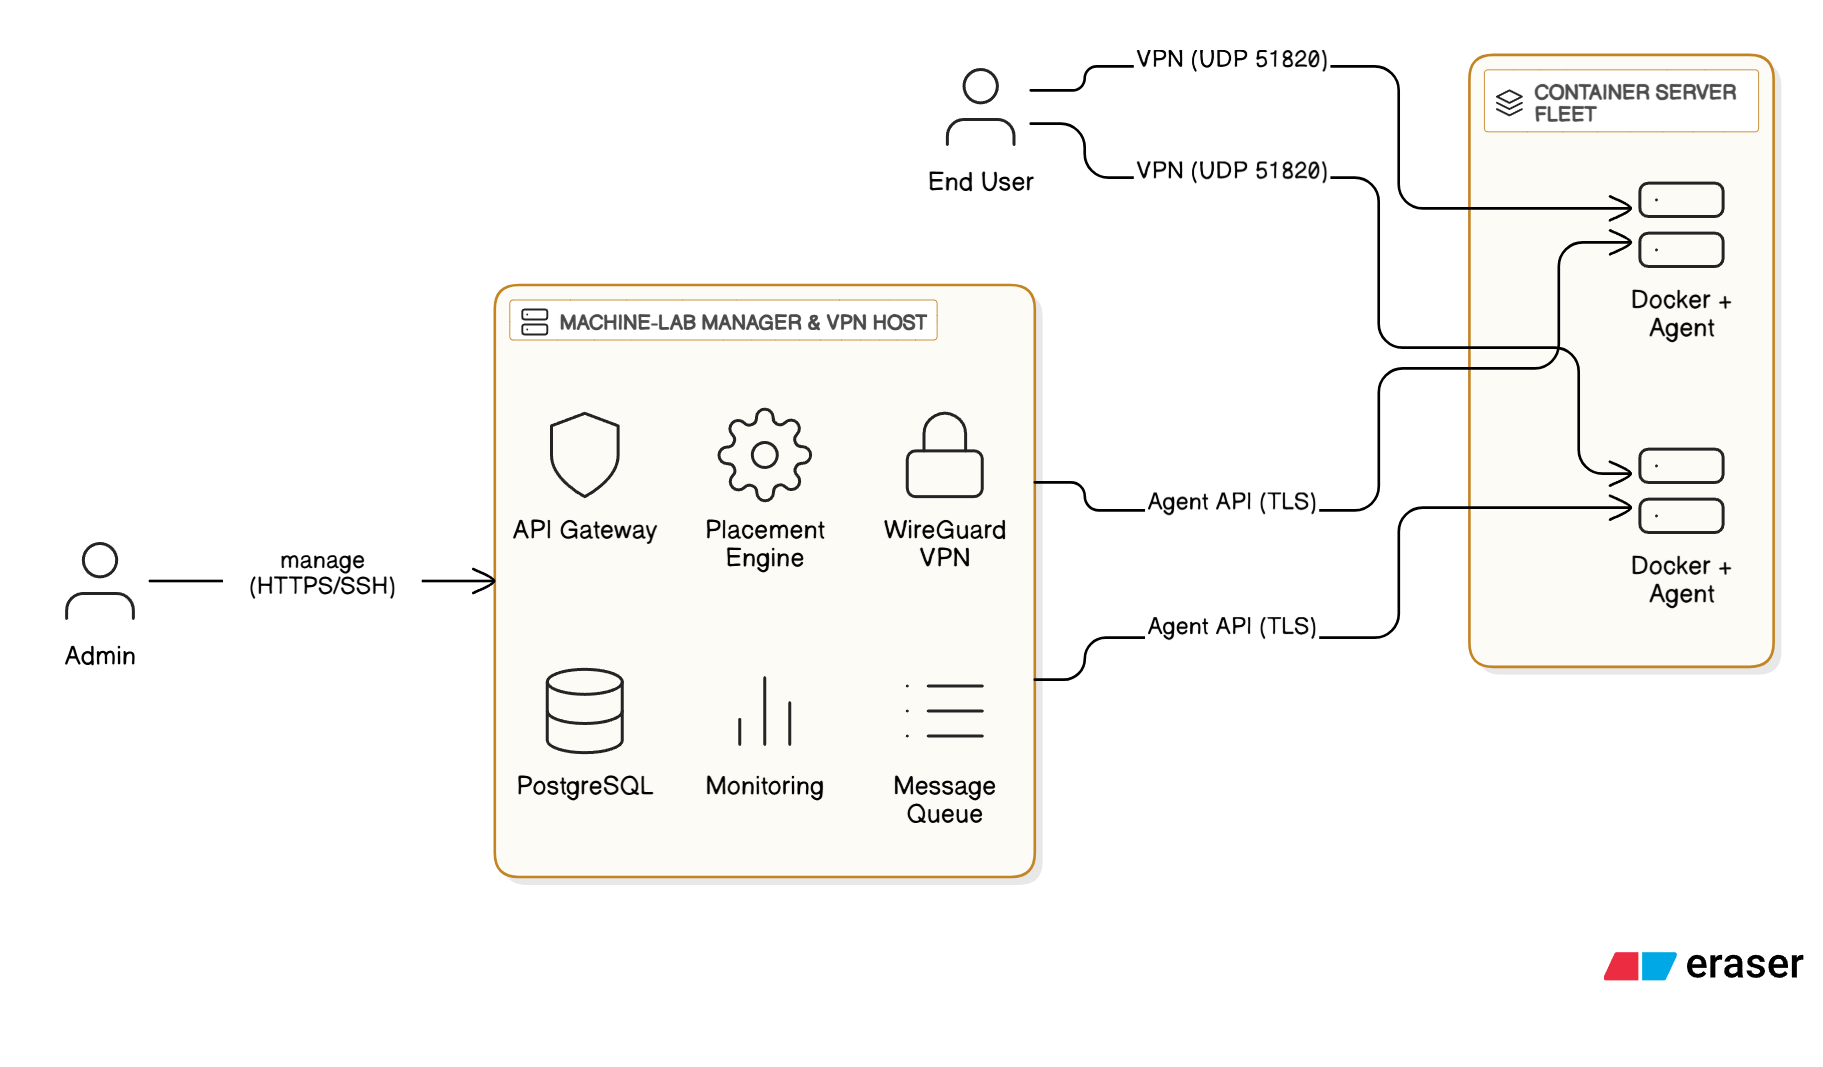 VPN (UDP 51820)
CONTAINER SERVER
FLEET
VPN (UDP 51820)
End User
Docker +
Agent
MACHINE-LAB MANAGER & VPN HOST
API Gateway
Placement
Engine
WireGuard
VPN
Agent API (TLS)
manage
(HTTPS/SSH)
Docker +
Agent
Admin
Agent API (TLS)
PostgreSQL
Monitoring
Message
Queue
eraser